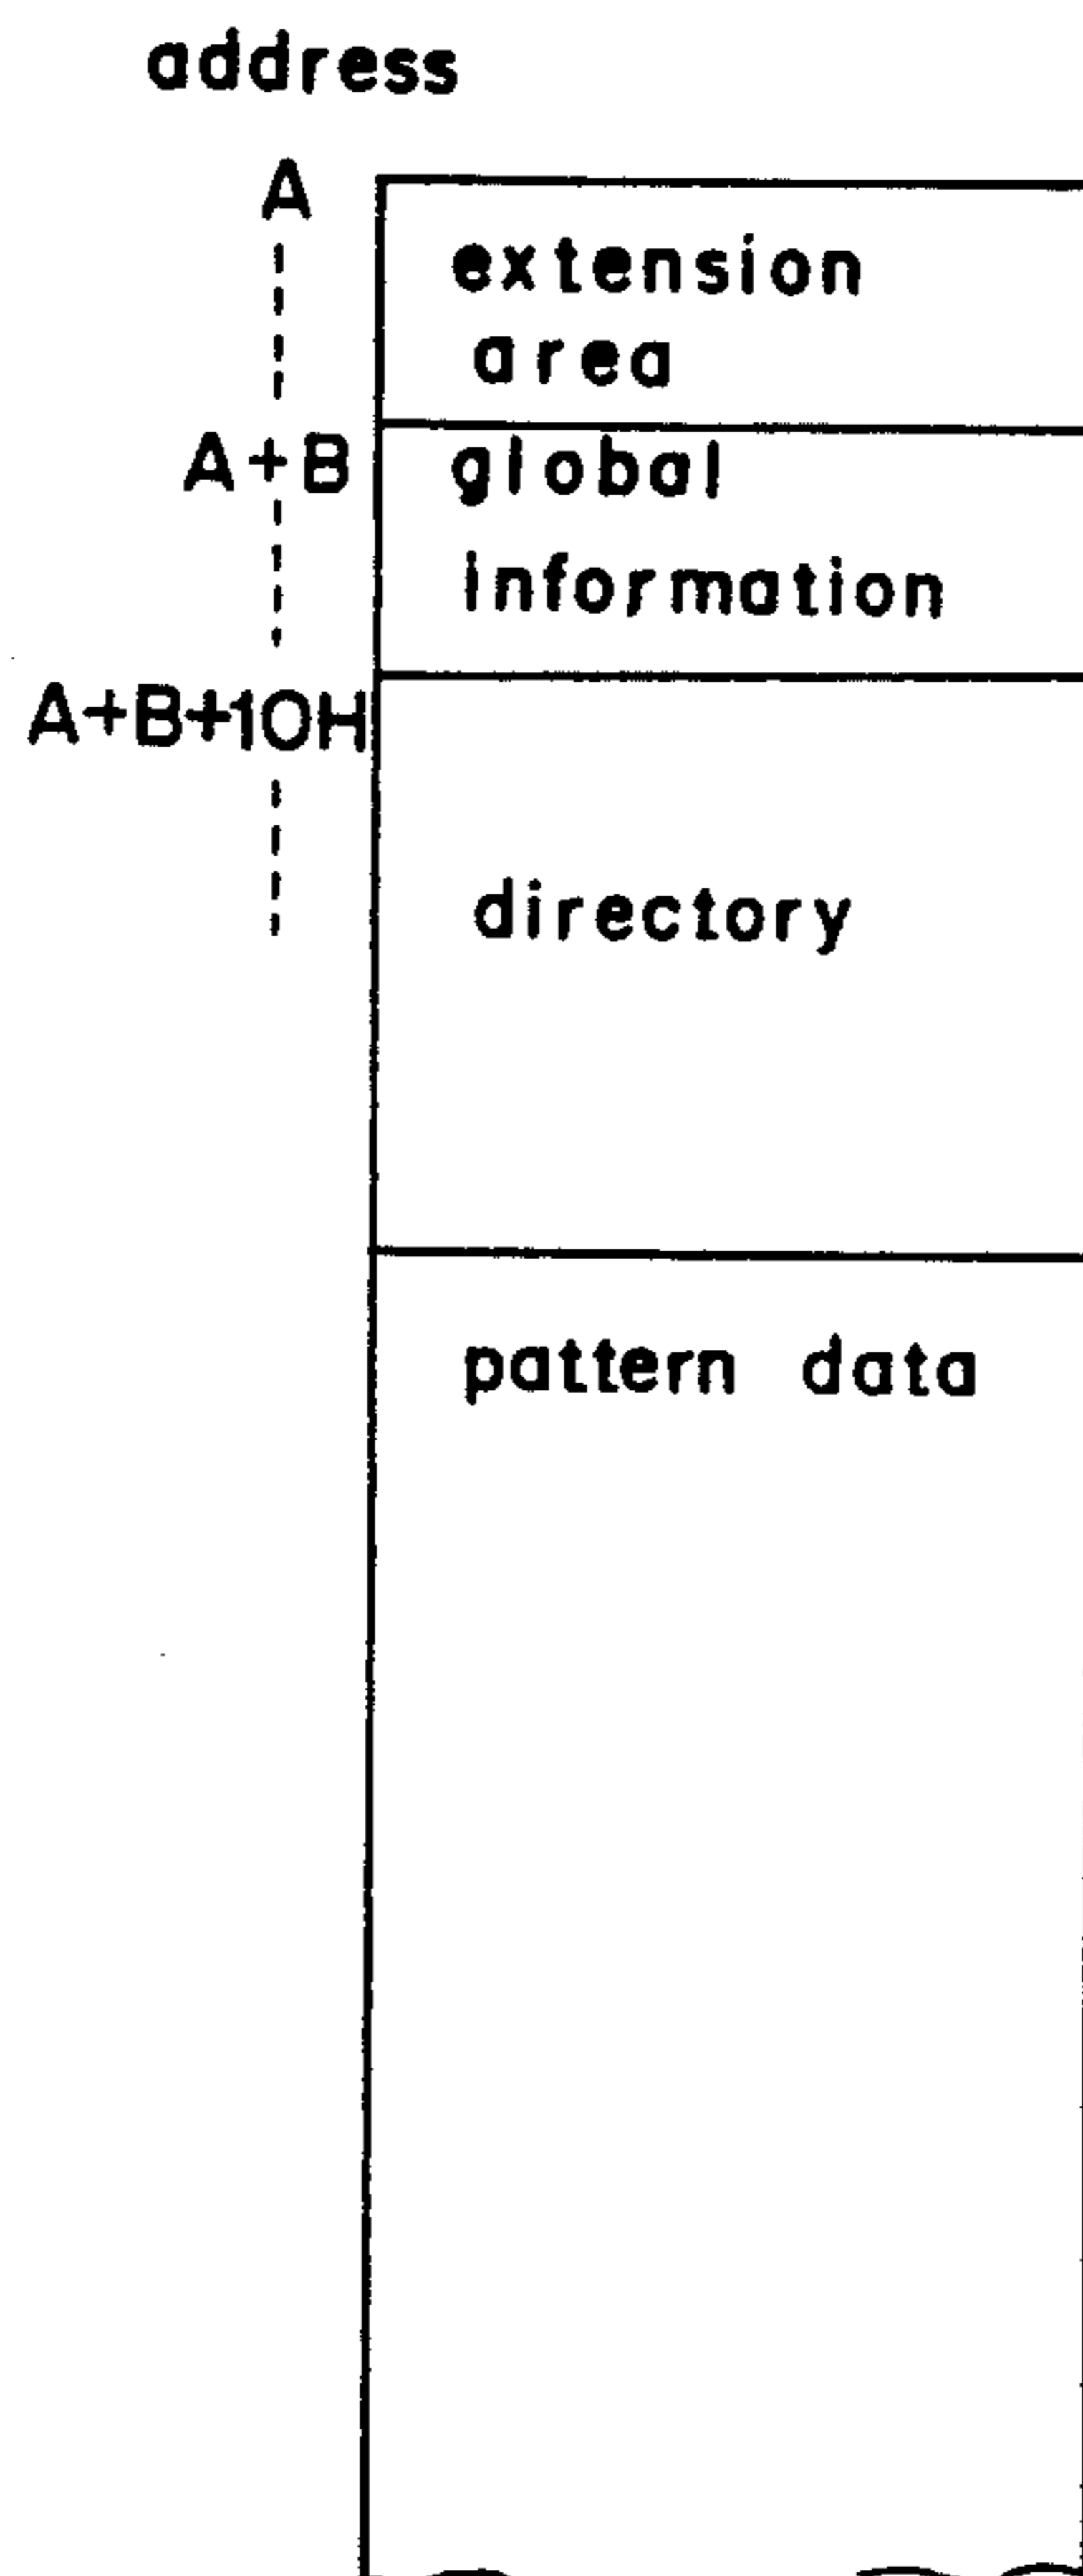 address
A
extension
area
A+B
global
information
A+B+10H
directory
pattern data